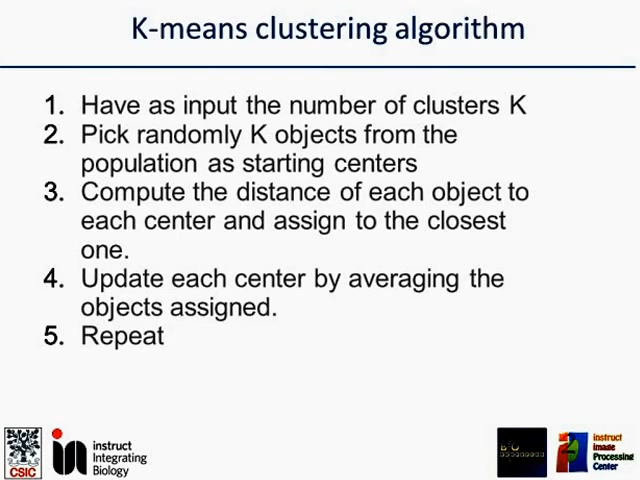 K-means clustering algorithm
1. Have as input the number of clusters K
2. Pick randomly K objects from the
population as starting centers
3. Compute the distance of each object to
each center and assign to the closest
one.
4. Update each center by averaging the
objects assigned.
5. Repeat
CSIC
instruct
Integrating
Biology
instruct
Image
Processing
Center